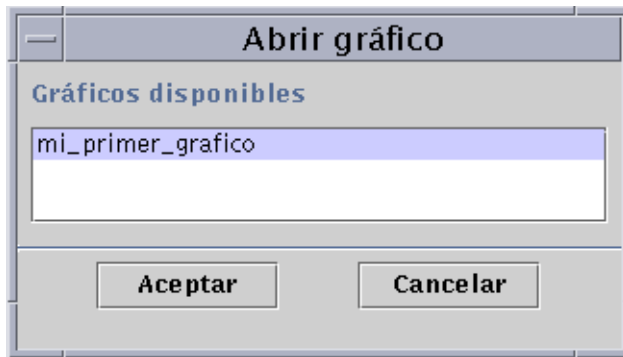 Abrir gráfico
Gráficos disponibles
mi_primer_grafico
Aceptar Cancelar